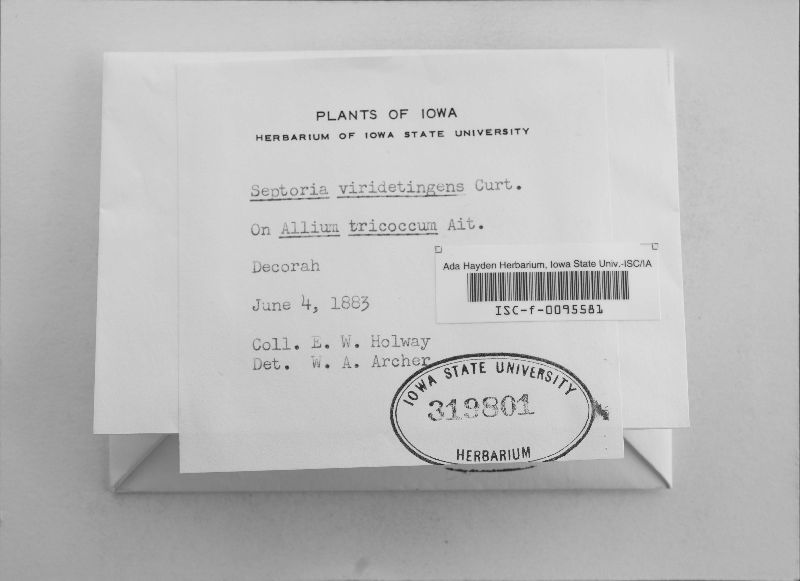 PLANTS OF IOWA
HERBARIUM OF IOWA STATE UNIVERSITY
Septoria viridetingens Curt.
On Allium tricoccum Ait.
Decorah
June 4, 1883
Coll. E. W. Holway
Det. W. A. Archer
Ada Hayden Herbarium, Iowa State Univ.-ISC/IA
ISC-f-0095581
IOWA STATE UNIVERSITY
319801
HERBARIUM